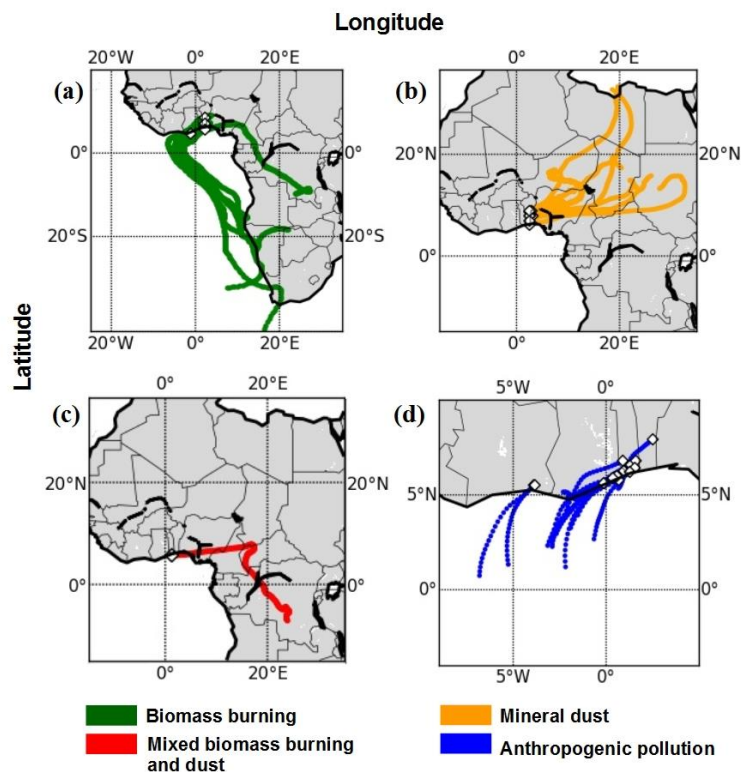 Longitude
20°W 0° 20°E
0° 20°E
(a)
(b)
0°
20°S
20°S
20°N
20°N
0°
0°
20°W 0° 20°E
0° 20°E
Latitude
0° 20°E
5°W 0°
(c)
(d)
20°N
20°N
0°
0°
5°N
5°N
0°
0°
0° 20°E
5°W 0°
Biomass burning
Mineral dust
Mixed biomass burning
and dust
Anthropogenic pollution